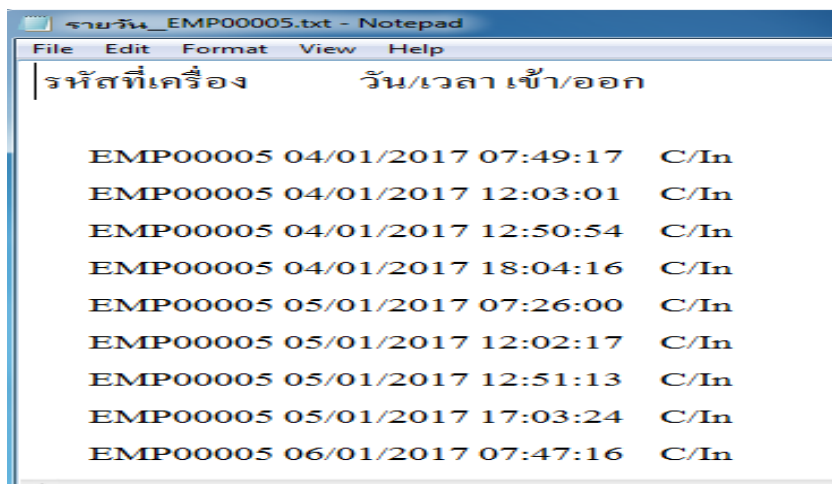 รายวัน_EMP00005.txt - Notepad
File Edit Format View Help
รหัสที่เครื่อง วัน/เวลา เข้า/ออก
EMP00005 04/01/2017 07:49:17 C/In
EMP00005 04/01/2017 12:03:01 C/In
EMP00005 04/01/2017 12:50:54 C/In
EMP00005 04/01/2017 18:04:16 C/In
EMP00005 05/01/2017 07:26:00 C/In
EMP00005 05/01/2017 12:02:17 C/In
EMP00005 05/01/2017 12:51:13 C/In
EMP00005 05/01/2017 17:03:24 C/In
EMP00005 06/01/2017 07:47:16 C/In